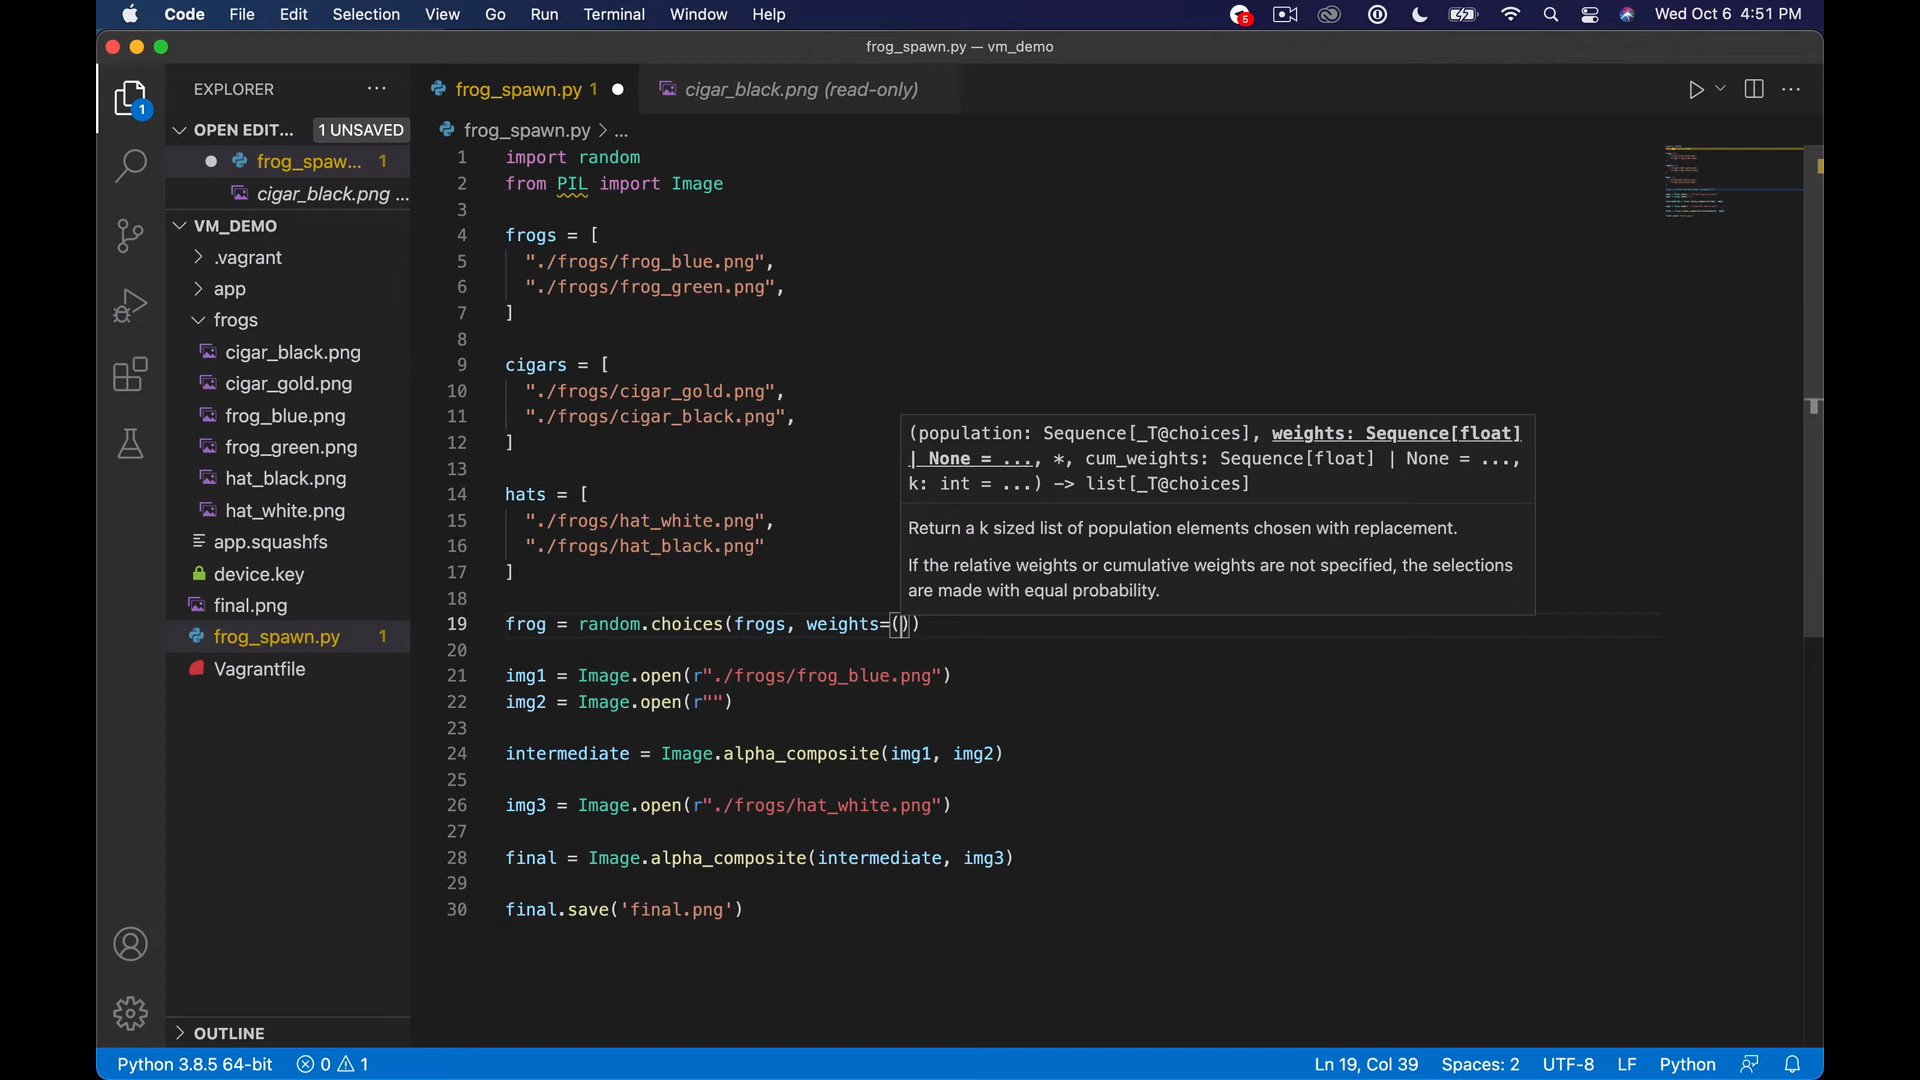 Code File Edit Selection View Go Run Terminal Window Help 5 Wed Oct 6 4:51 PM
frog_spawn.py — vm_demo
EXPLORER ...
frog_spawn.py 1
cigar_black.png (read-only)
OPEN EDIT... 1 UNSAVED
frog_spaw... 1
cigar_black.png ...
VM_DEMO
.vagrant
app
frogs
cigar_black.png
cigar_gold.png
frog_blue.png
frog_green.png
hat_black.png
hat_white.png
app.squashfs
device.key
final.png
frog_spawn.py 1
Vagrantfile
OUTLINE
1
frog_spawn.py > ...
1 import random
2 from PIL import Image
3
4 frogs = [
5 "./frogs/frog_blue.png",
6 "./frogs/frog_green.png",
7 ]
8
9 cigars = [
10 "./frogs/cigar_gold.png",
11 "./frogs/cigar_black.png",
12 ]
13
14 hats = [
15 "./frogs/hat_white.png",
16 "./frogs/hat_black.png"
17 ]
18
19 frog = random.choices(frogs, weights=())
20
21 img1 = Image.open(r"./frogs/frog_blue.png")
22 img2 = Image.open(r"")
23
24 intermediate = Image.alpha_composite(img1, img2)
25
26 img3 = Image.open(r"./frogs/hat_white.png")
27
28 final = Image.alpha_composite(intermediate, img3)
29
30 final.save('final.png')
(population: Sequence[_T@choices], weights: Sequence[float]
| None = ..., *, cum_weights: Sequence[float] | None = ...,
k: int = ...) -> list[_T@choices]
Return a k sized list of population elements chosen with replacement.
If the relative weights or cumulative weights are not specified, the selections
are made with equal probability.
Python 3.8.5 64-bit 0 1 Ln 19, Col 39 Spaces: 2 UTF-8 LF Python